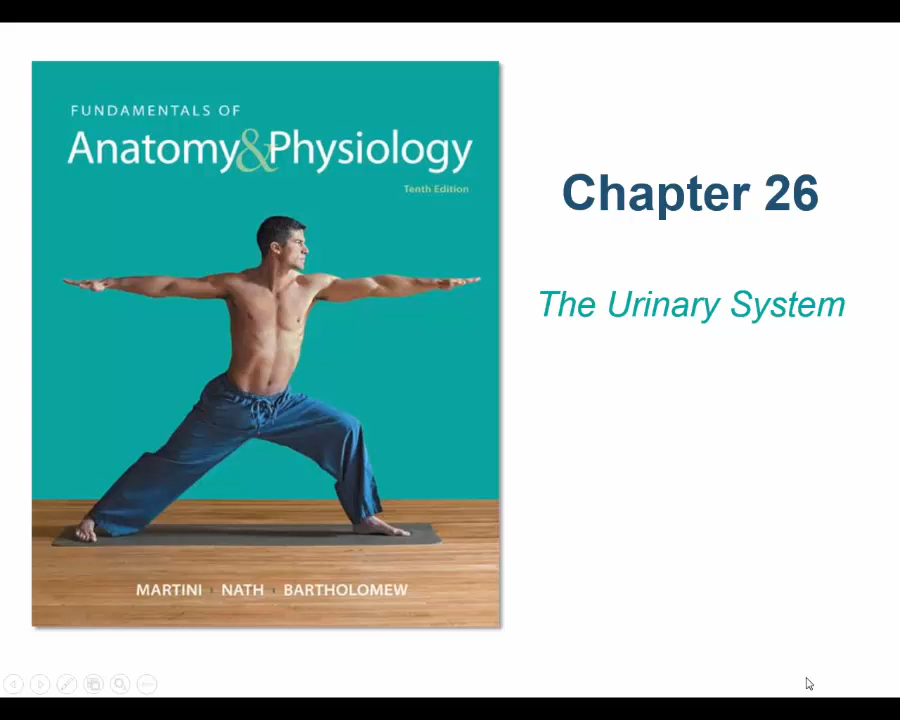 FUNDAMENTALS OF
Anatomy & Physiology
Tenth Edition
MARTINI · NATH · BARTHOLOMEW
Chapter 26
The Urinary System